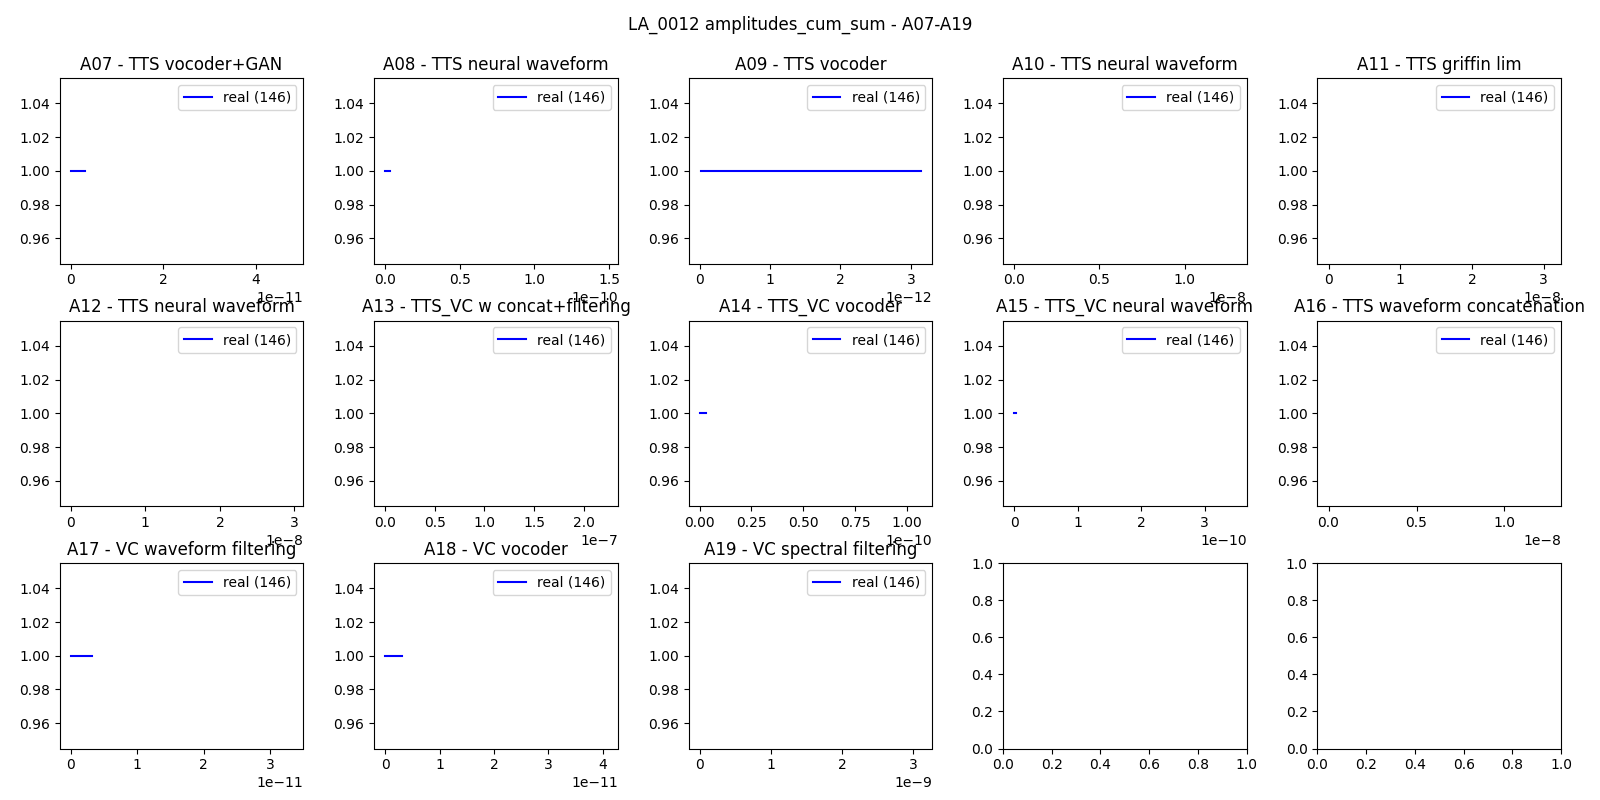 LA_0012 amplitudes_cum_sum - A07-A19
A07 - TTS vocoder+GAN
A08 - TTS neural waveform
A09 - TTS vocoder
A10 - TTS neural waveform
A11 - TTS griffin lim
real (146)
real (146)
real (146)
real (146)
real (146)
1.04 1.02 1.00 0.98 0.96
1.04 1.02 1.00 0.98 0.96
1.04 1.02 1.00 0.98 0.96
1.04 1.02 1.00 0.98 0.96
1.04 1.02 1.00 0.98 0.96
0 2 4
1e−11
0.0 0.5 1.0 1.5
1e−10
0 1 2 3
1e−12
0.0 0.5 1.0
1e−8
0 1 2 3
1e−8
A12 - TTS neural waveform
A13 - TTS_VC w concat+filtering
A14 - TTS_VC vocoder
A15 - TTS_VC neural waveform
A16 - TTS waveform concatenation
real (146)
real (146)
real (146)
real (146)
real (146)
1.04 1.02 1.00 0.98 0.96
1.04 1.02 1.00 0.98 0.96
1.04 1.02 1.00 0.98 0.96
1.04 1.02 1.00 0.98 0.96
1.04 1.02 1.00 0.98 0.96
0 1 2 3
1e−8
0.0 0.5 1.0 1.5 2.0
1e−7
0.00 0.25 0.50 0.75 1.00
1e−10
0 1 2 3
1e−10
0.0 0.5 1.0
1e−8
A17 - VC waveform filtering
A18 - VC vocoder
A19 - VC spectral filtering
real (146)
real (146)
real (146)
1.04 1.02 1.00 0.98 0.96
1.04 1.02 1.00 0.98 0.96
1.04 1.02 1.00 0.98 0.96
1.0 0.8 0.6 0.4 0.2 0.0
1.0 0.8 0.6 0.4 0.2 0.0
0 1 2 3
1e−11
0 1 2 3 4
1e−11
0 1 2 3
1e−9
0.0 0.2 0.4 0.6 0.8 1.0
0.0 0.2 0.4 0.6 0.8 1.0